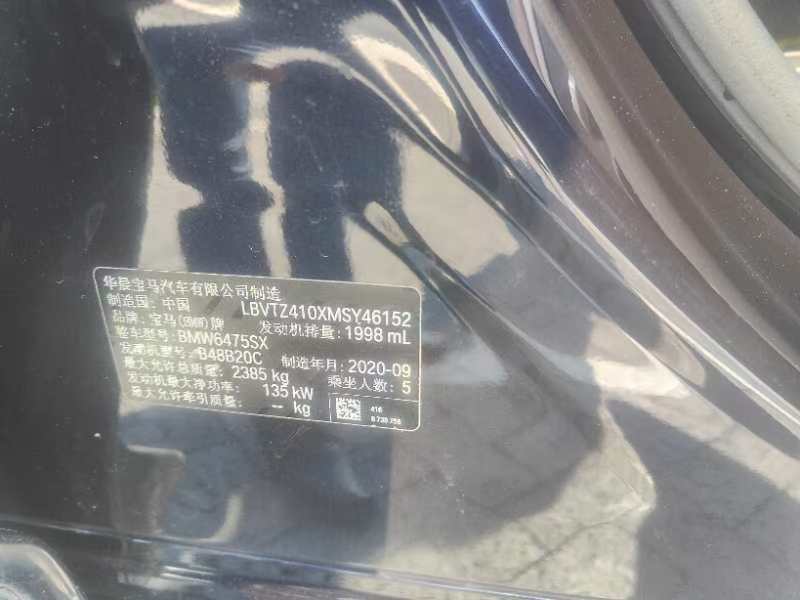 华晨宝马汽车有限公司制造
制造国：中国 LBVTZ410XMSY46152
品牌：宝马(BMW)牌 发动机排量：1998 mL
整车型号：BMW6475SX
发动机型号：B48B20C 制造年月：2020-09
最大允许总质量：2385 kg 乘坐人数：5
发动机最大净功率：135 kW
最大允许牵引质量：-- kg
416